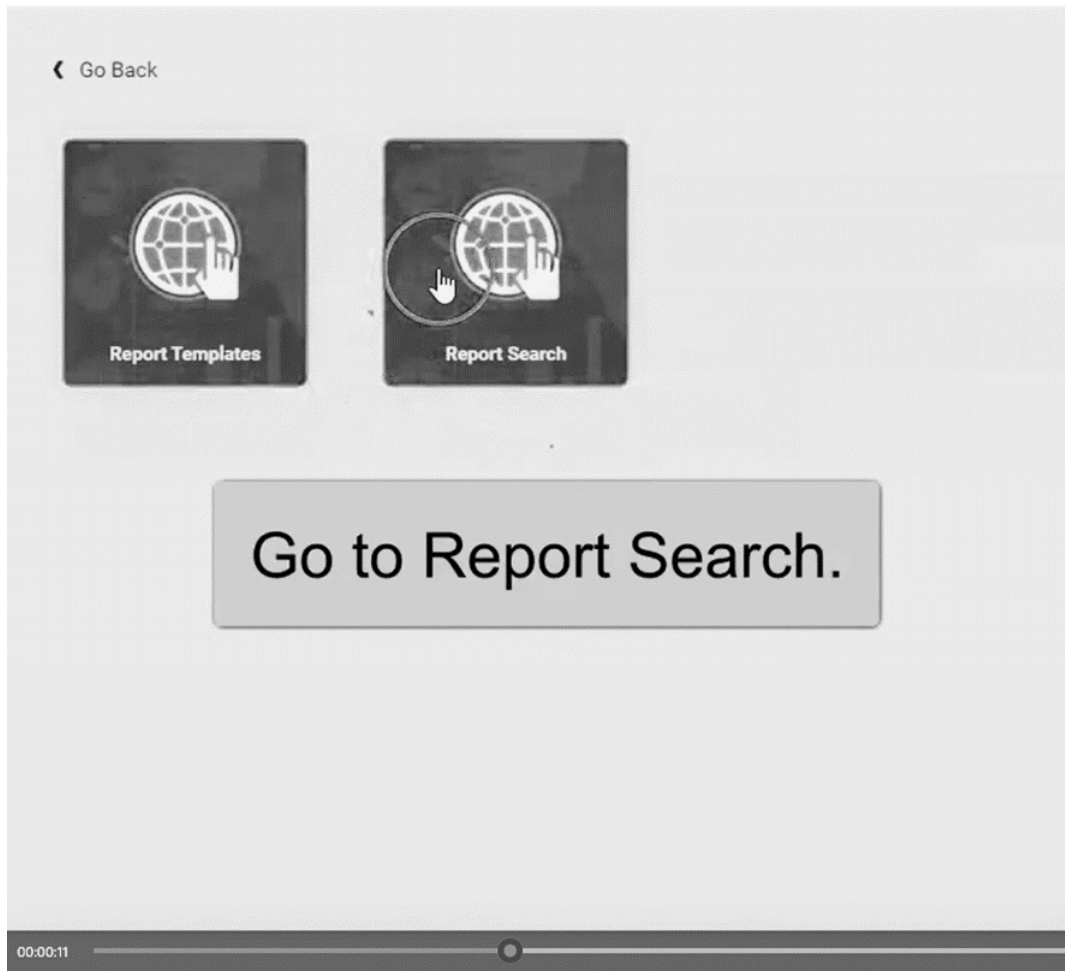 Go Back
Report Templates
Report Search
Go to Report Search.
00:00:11